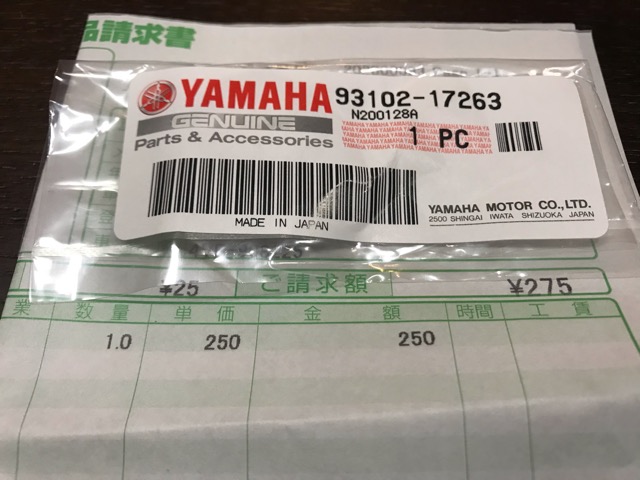 品請求書
YAMAHA 93102-17263
N200128A
GENUINE
Parts & Accessories
1 PC
MADE IN JAPAN
YAMAHA MOTOR CO., LTD.
2500 SHINGAI IWATA SHIZUOKA JAPAN
¥25 ご請求額 ¥275
業 数量 単価 金額 時間 工賃
1.0 250 250